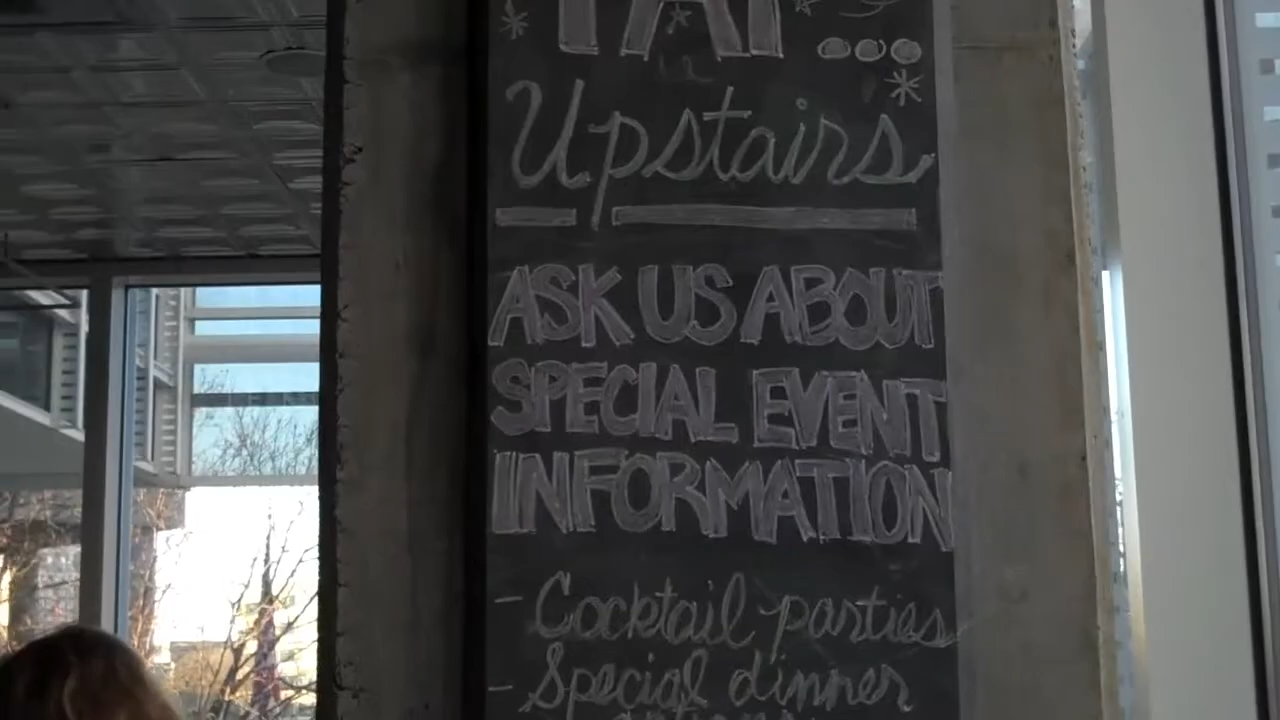 Upstairs
ASK US ABOUT
SPECIAL EVENT
INFORMATION
- Cocktail parties
- Special dinner